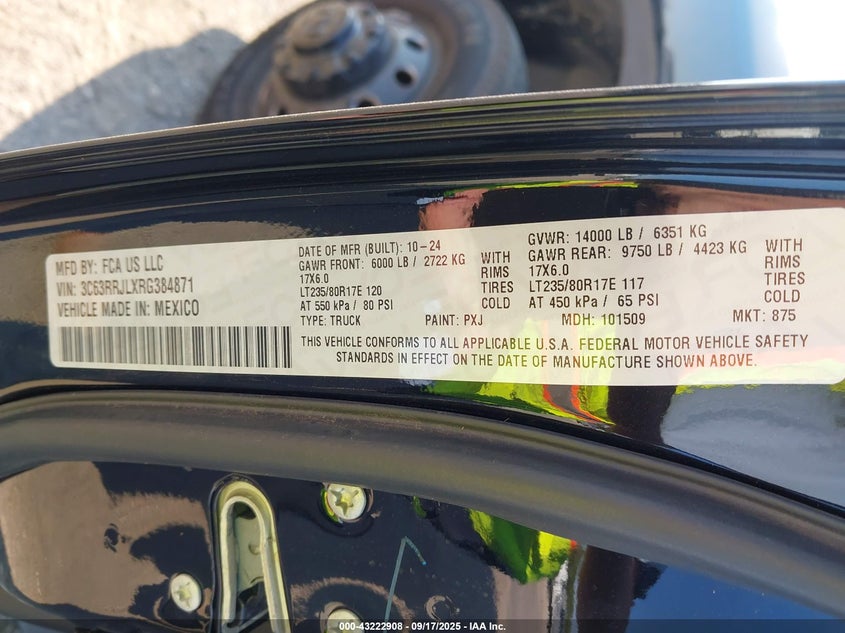 MFD BY: FCA US LLC
VIN: 3C63RRJLXRG384871
VEHICLE MADE IN: MEXICO
DATE OF MFR (BUILT): 10-24
GAWR FRONT: 6000 LB / 2722 KG WITH
17X6.0 RIMS
LT235/80R17E 120 TIRES
AT 550 kPa / 80 PSI COLD
TYPE: TRUCK PAINT: PXJ
GVWR: 14000 LB / 6351 KG
GAWR REAR: 9750 LB / 4423 KG WITH
17X6.0 RIMS
LT235/80R17E 117 TIRES
AT 450 kPa / 65 PSI COLD
MDH: 101509 MKT: 875
THIS VEHICLE CONFORMS TO ALL APPLICABLE U.S.A. FEDERAL MOTOR VEHICLE SAFETY
STANDARDS IN EFFECT ON THE DATE OF MANUFACTURE SHOWN ABOVE.
000-43222908 - 09/17/2025 - IAA Inc.